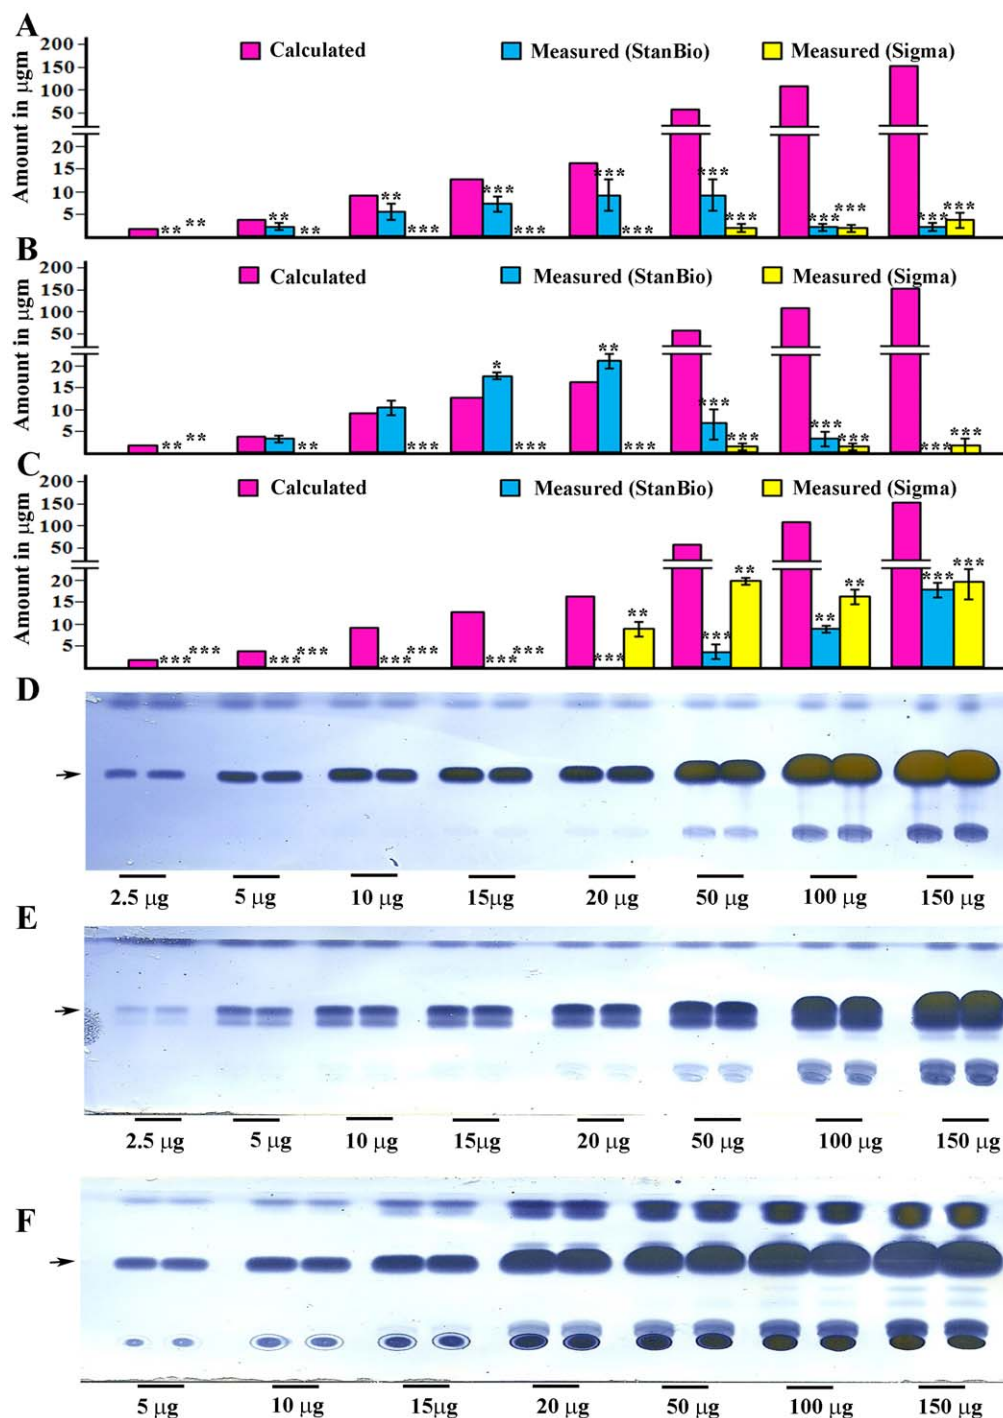 A
Amount in μgm
200
150
100
50
20
15
10
5
Calculated
Measured (StanBio)
Measured (Sigma)
** ** ** ** ** *** *** *** *** *** *** *** *** *** *** ***
B
Amount in μgm
200
150
100
50
20
15
10
5
Calculated
Measured (StanBio)
Measured (Sigma)
** ** ** *** * *** ** *** *** *** *** *** *** ***
C
Amount in μgm
200
150
100
50
20
15
10
5
Calculated
Measured (StanBio)
Measured (Sigma)
*** *** *** *** *** *** *** *** *** ** *** ** ** ** *** ***
D
2.5 μg 5 μg 10 μg 15μg 20 μg 50 μg 100 μg 150 μg
E
2.5 μg 5 μg 10 μg 15μg 20 μg 50 μg 100 μg 150 μg
F
5 μg 10 μg 15μg 20 μg 50 μg 100 μg 150 μg